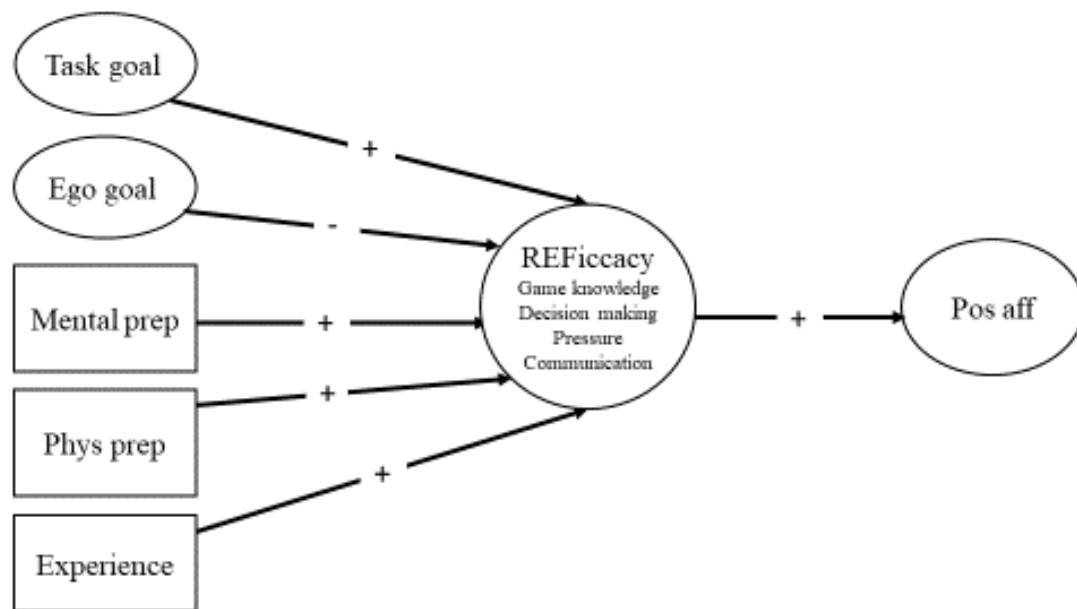 Task goal
+
Ego goal
-
REFiccacy
Game knowledge
Decision making
Pressure
Communication
Mental prep
+
+
Pos aff
Phys prep
+
+
Experience